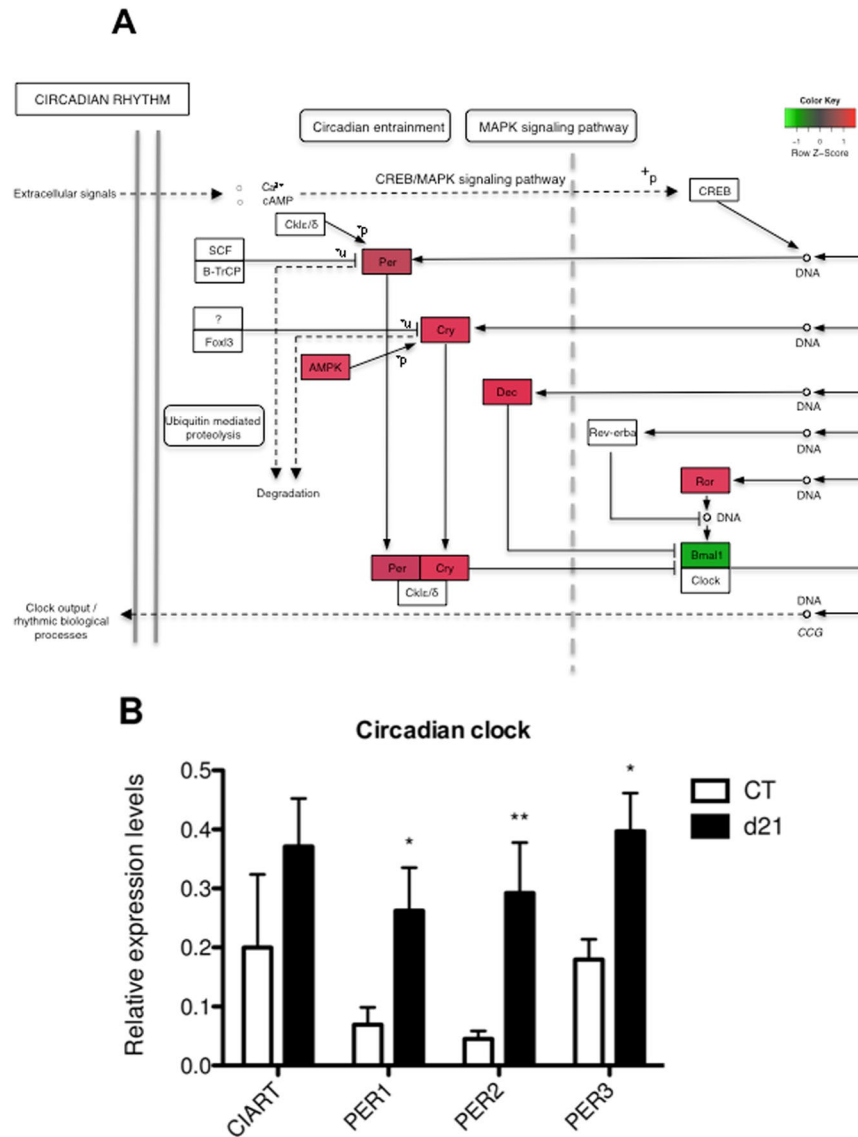 A
CIRCADIAN RHYTHM
Circadian entrainment
MAPK signaling pathway
Color Key
-1 0 1
Row Z-Score
Extracellular signals
cAMP
CREB/MAPK signaling pathway
+p
CREB
CkIε/δ
SCF
B-TrCP
Per
DNA
?
Foxl3
Cry
DNA
AMPK
Dec
DNA
Ubiquitin mediated
proteolysis
Rev-erba
DNA
Degradation
Ror
DNA
DNA
Bmal1
Per
Cry
Clock
CkIε/δ
Clock output /
rhythmic biological
processes
DNA
CCG
B
Circadian clock
Relative expression levels
0.5
0.4
0.3
0.2
0.1
0.0
*
**
*
CT
d21
CIART
PER1
PER2
PER3